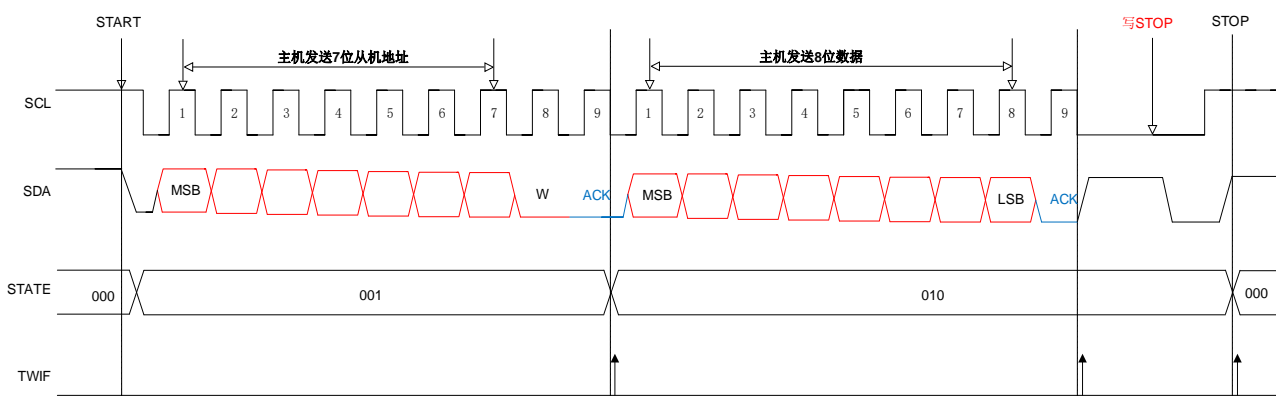 START 写STOP STOP
主机发送7位从机地址 主机发送8位数据
SCL 1 2 3 4 5 6 7 8 9 1 2 3 4 5 6 7 8 9
SDA MSB W ACK MSB LSB ACK
STATE 000 001 010 000
TWIF